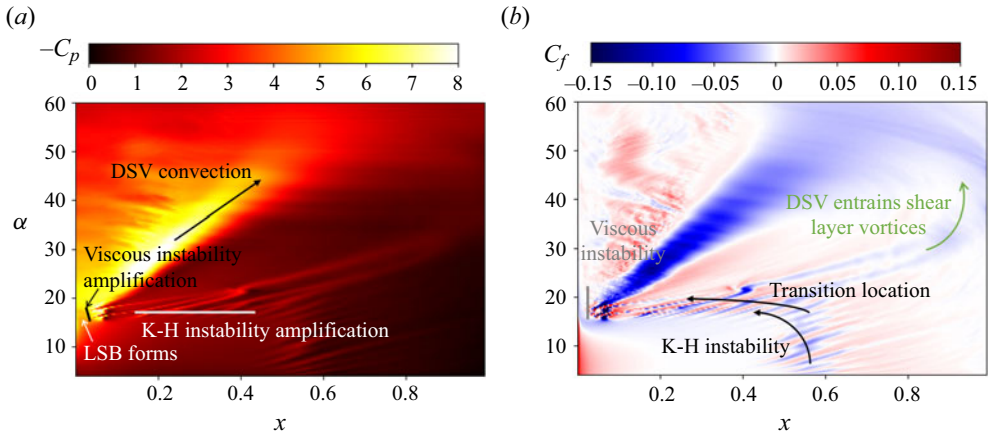 (a)
−Cp
0 1 2 3 4 5 6 7 8
60
50
40
α
30
20
10
DSV convection
Viscous instability
amplification
K-H instability amplification
LSB forms
0.2 0.4 0.6 0.8
x
(b)
Cf
−0.15 −0.10 −0.05 0 0.05 0.10 0.15
60
50
40
30
20
10
DSV entrains shear
layer vortices
Viscous
instability
Transition location
K-H instability
0.2 0.4 0.6 0.8
x